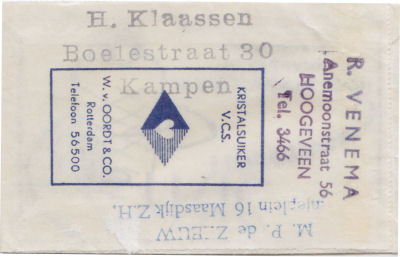 H. Klaassen
Boelestraat 30
Kampen
R. VENEMA
Anemoonstraat 56
HOOGEVEEN
Tel. 3466
KRISTALSUIKER
V.C.S.
W. v. OORDT & CO.
Rotterdam
Telefoon 56500
M. P. de ZEEUW
plein 16 Maasdijk Z.H.